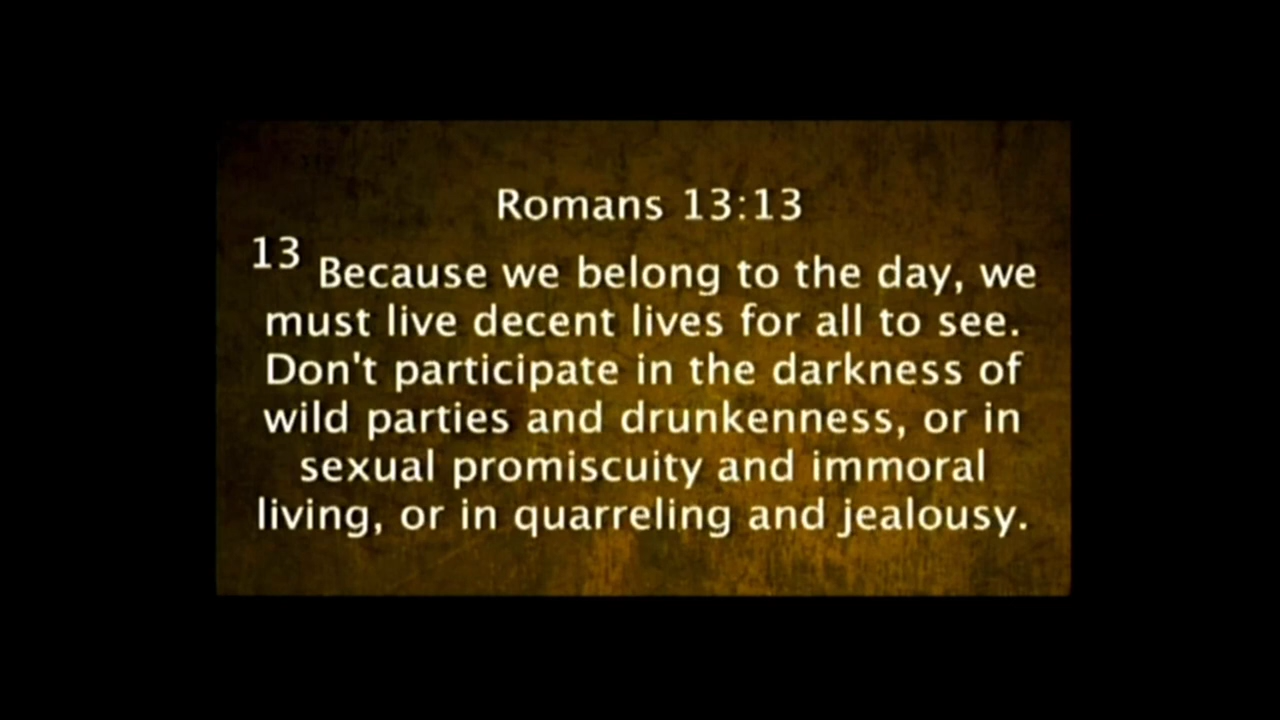 Romans 13:13
13 Because we belong to the day, we
must live decent lives for all to see.
Don't participate in the darkness of
wild parties and drunkenness, or in
sexual promiscuity and immoral
living, or in quarreling and jealousy.